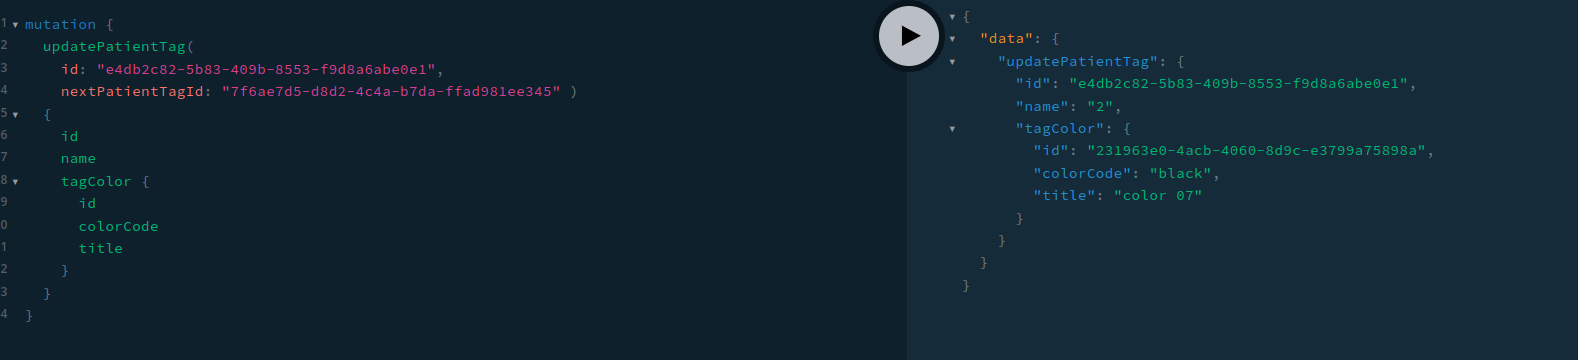 1 mutation {
2 updatePatientTag(
3 id: "e4db2c82-5b83-409b-8553-f9d8a6abe0e1",
4 nextPatientTagId: "7f6ae7d5-d8d2-4c4a-b7da-ffad981ee345" )
5 {
6 id
7 name
8 tagColor {
9 id
0 colorCode
1 title
2 }
3 }
4 }
{
"data": {
"updatePatientTag": {
"id": "e4db2c82-5b83-409b-8553-f9d8a6abe0e1",
"name": "2",
"tagColor": {
"id": "231963e0-4acb-4060-8d9c-e3799a75898a",
"colorCode": "black",
"title": "color 07"
}
}
}
}